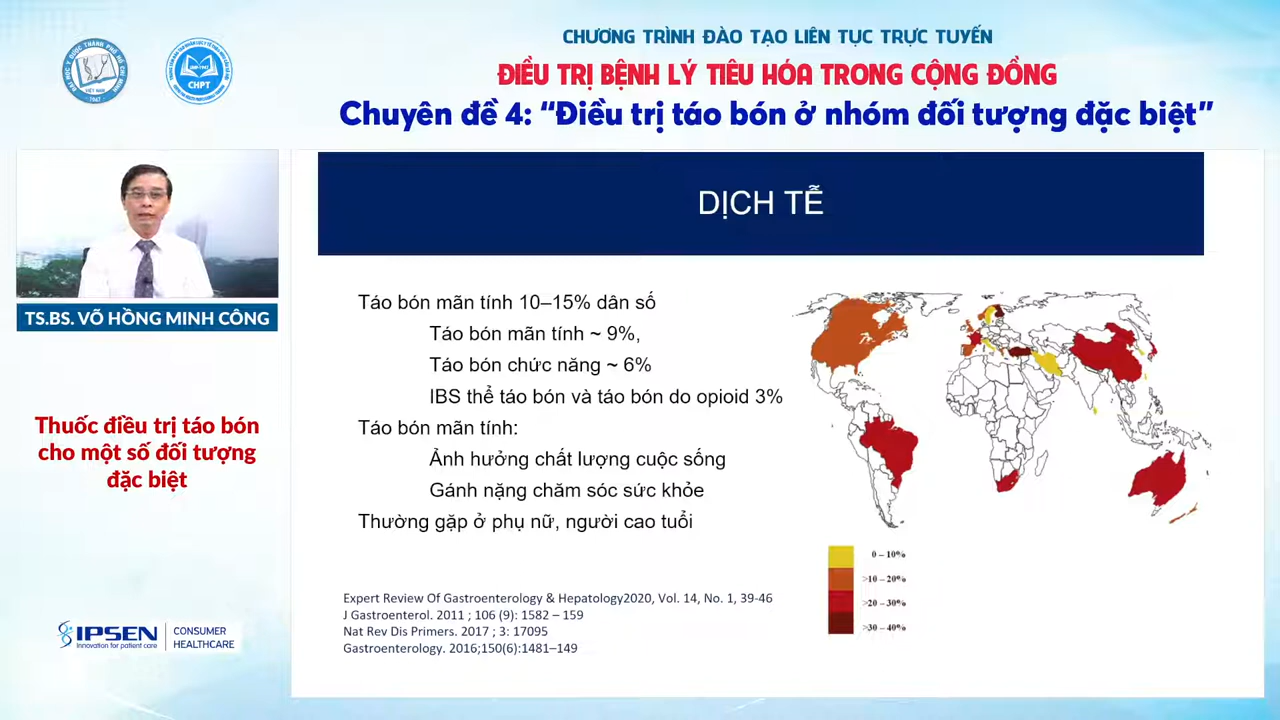 CHƯƠNG TRÌNH ĐÀO TẠO LIÊN TỤC TRỰC TUYẾN
ĐIỀU TRỊ BỆNH LÝ TIÊU HÓA TRONG CỘNG ĐỒNG
Chuyên đề 4: “Điều trị táo bón ở nhóm đối tượng đặc biệt”
VIỆT NAM
1947
CHPT
TS.BS. VÕ HỒNG MINH CÔNG
Thuốc điều trị táo bón
cho một số đối tượng
đặc biệt
IPSEN
Innovation for patient care
CONSUMER
HEALTHCARE
DỊCH TỄ
Táo bón mãn tính 10–15% dân số
Táo bón mãn tính ~ 9%,
Táo bón chức năng ~ 6%
IBS thể táo bón và táo bón do opioid 3%
Táo bón mãn tính:
Ảnh hưởng chất lượng cuộc sống
Gánh nặng chăm sóc sức khỏe
Thường gặp ở phụ nữ, người cao tuổi
0 – 10%
>10 – 20%
>20 – 30%
>30 – 40%
Expert Review Of Gastroenterology & Hepatology2020, Vol. 14, No. 1, 39-46
J Gastroenterol. 2011 ; 106 (9): 1582 – 159
Nat Rev Dis Primers. 2017 ; 3: 17095
Gastroenterology. 2016;150(6):1481–149